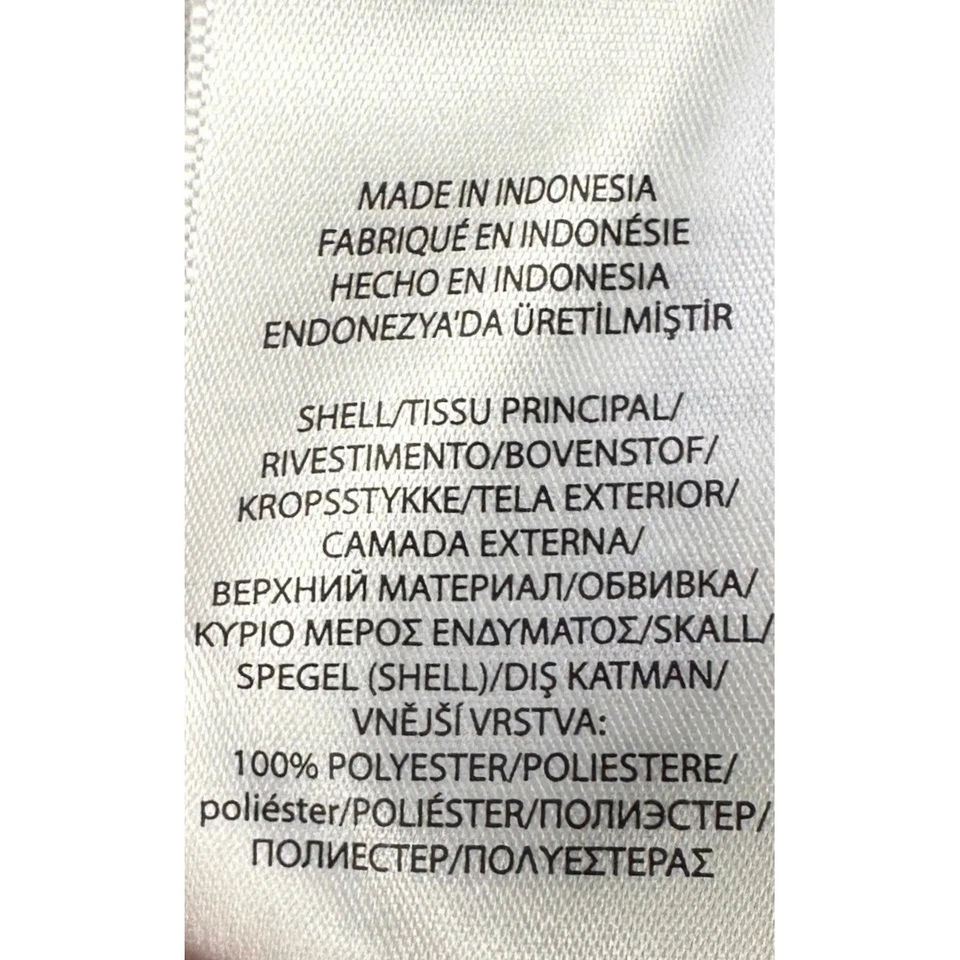 MADE IN INDONESIA
FABRIQUÉ EN INDONÉSIE
HECHO EN INDONESIA
ENDONEZYA'DA ÜRETİLMİŞTİR
SHELL/TISSU PRINCIPAL/
RIVESTIMENTO/BOVENSTOF/
KROPSSTYKKE/TELA EXTERIOR/
CAMADA EXTERNA/
ВЕРХНИЙ МАТЕРИАЛ/ОБВИВКА/
ΚΥΡΙΟ ΜΕΡΟΣ ΕΝΔΥΜΑΤΟΣ/SKALL/
SPEGEL (SHELL)/DIŞ KATMAN/
VNĚJŠÍ VRSTVA:
100% POLYESTER/POLIESTERE/
poliéster/POLIÉSTER/ПОЛИЭСТЕР/
ПОЛИЕСТЕР/ΠΟΛΥΕΣΤΕΡΑΣ